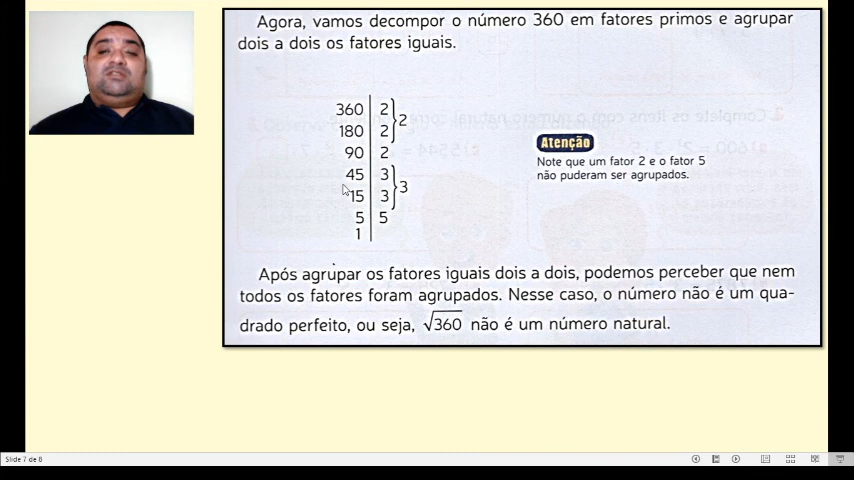 Agora, vamos decompor o número 360 em fatores primos e agrupar
dois a dois os fatores iguais.
360 2
180 2
2
90 2
45 3
15 3
3
5 5
1
Atenção
Note que um fator 2 e o fator 5
não puderam ser agrupados.
Após agrupar os fatores iguais dois a dois, podemos perceber que nem
todos os fatores foram agrupados. Nesse caso, o número não é um qua-
drado perfeito, ou seja, √360 não é um número natural.
Slide 7 de 8